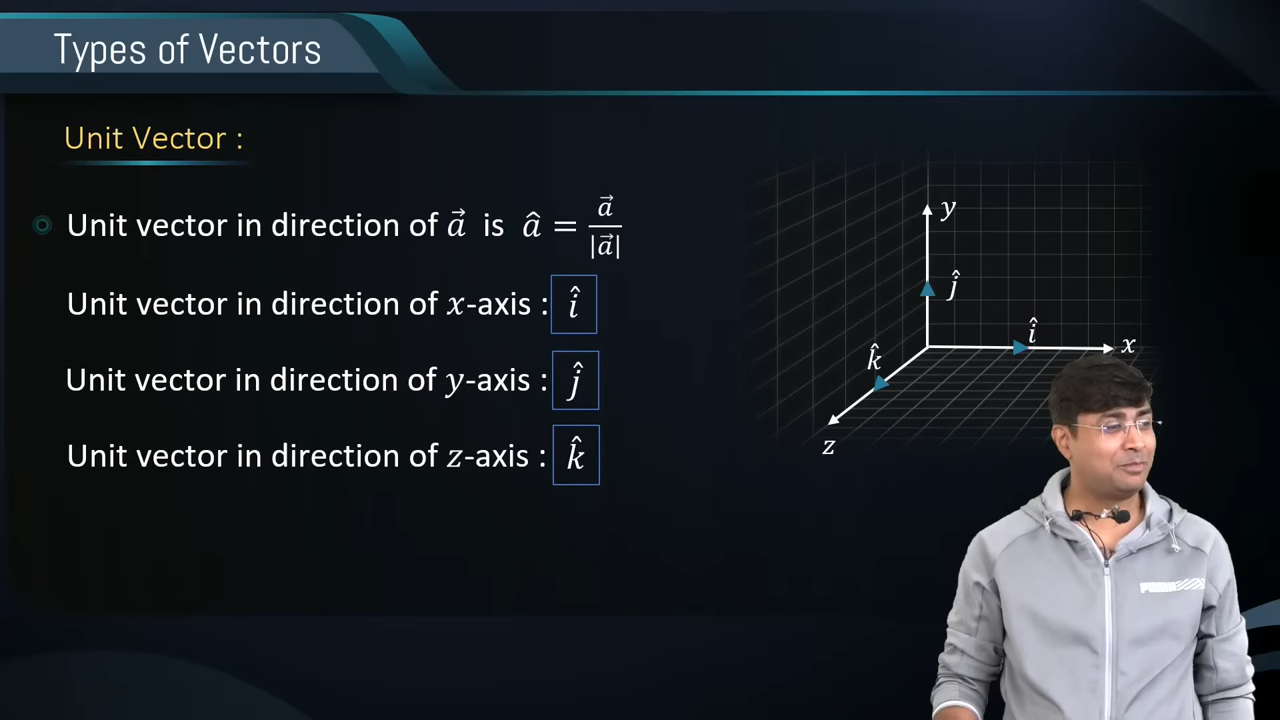 Types of Vectors
Unit Vector :
Unit vector in direction of a⃗ is â = a⃗/|a⃗|
Unit vector in direction of x-axis : î
Unit vector in direction of y-axis : ĵ
Unit vector in direction of z-axis : k̂
y
ĵ
î
x
k̂
z
PUMA